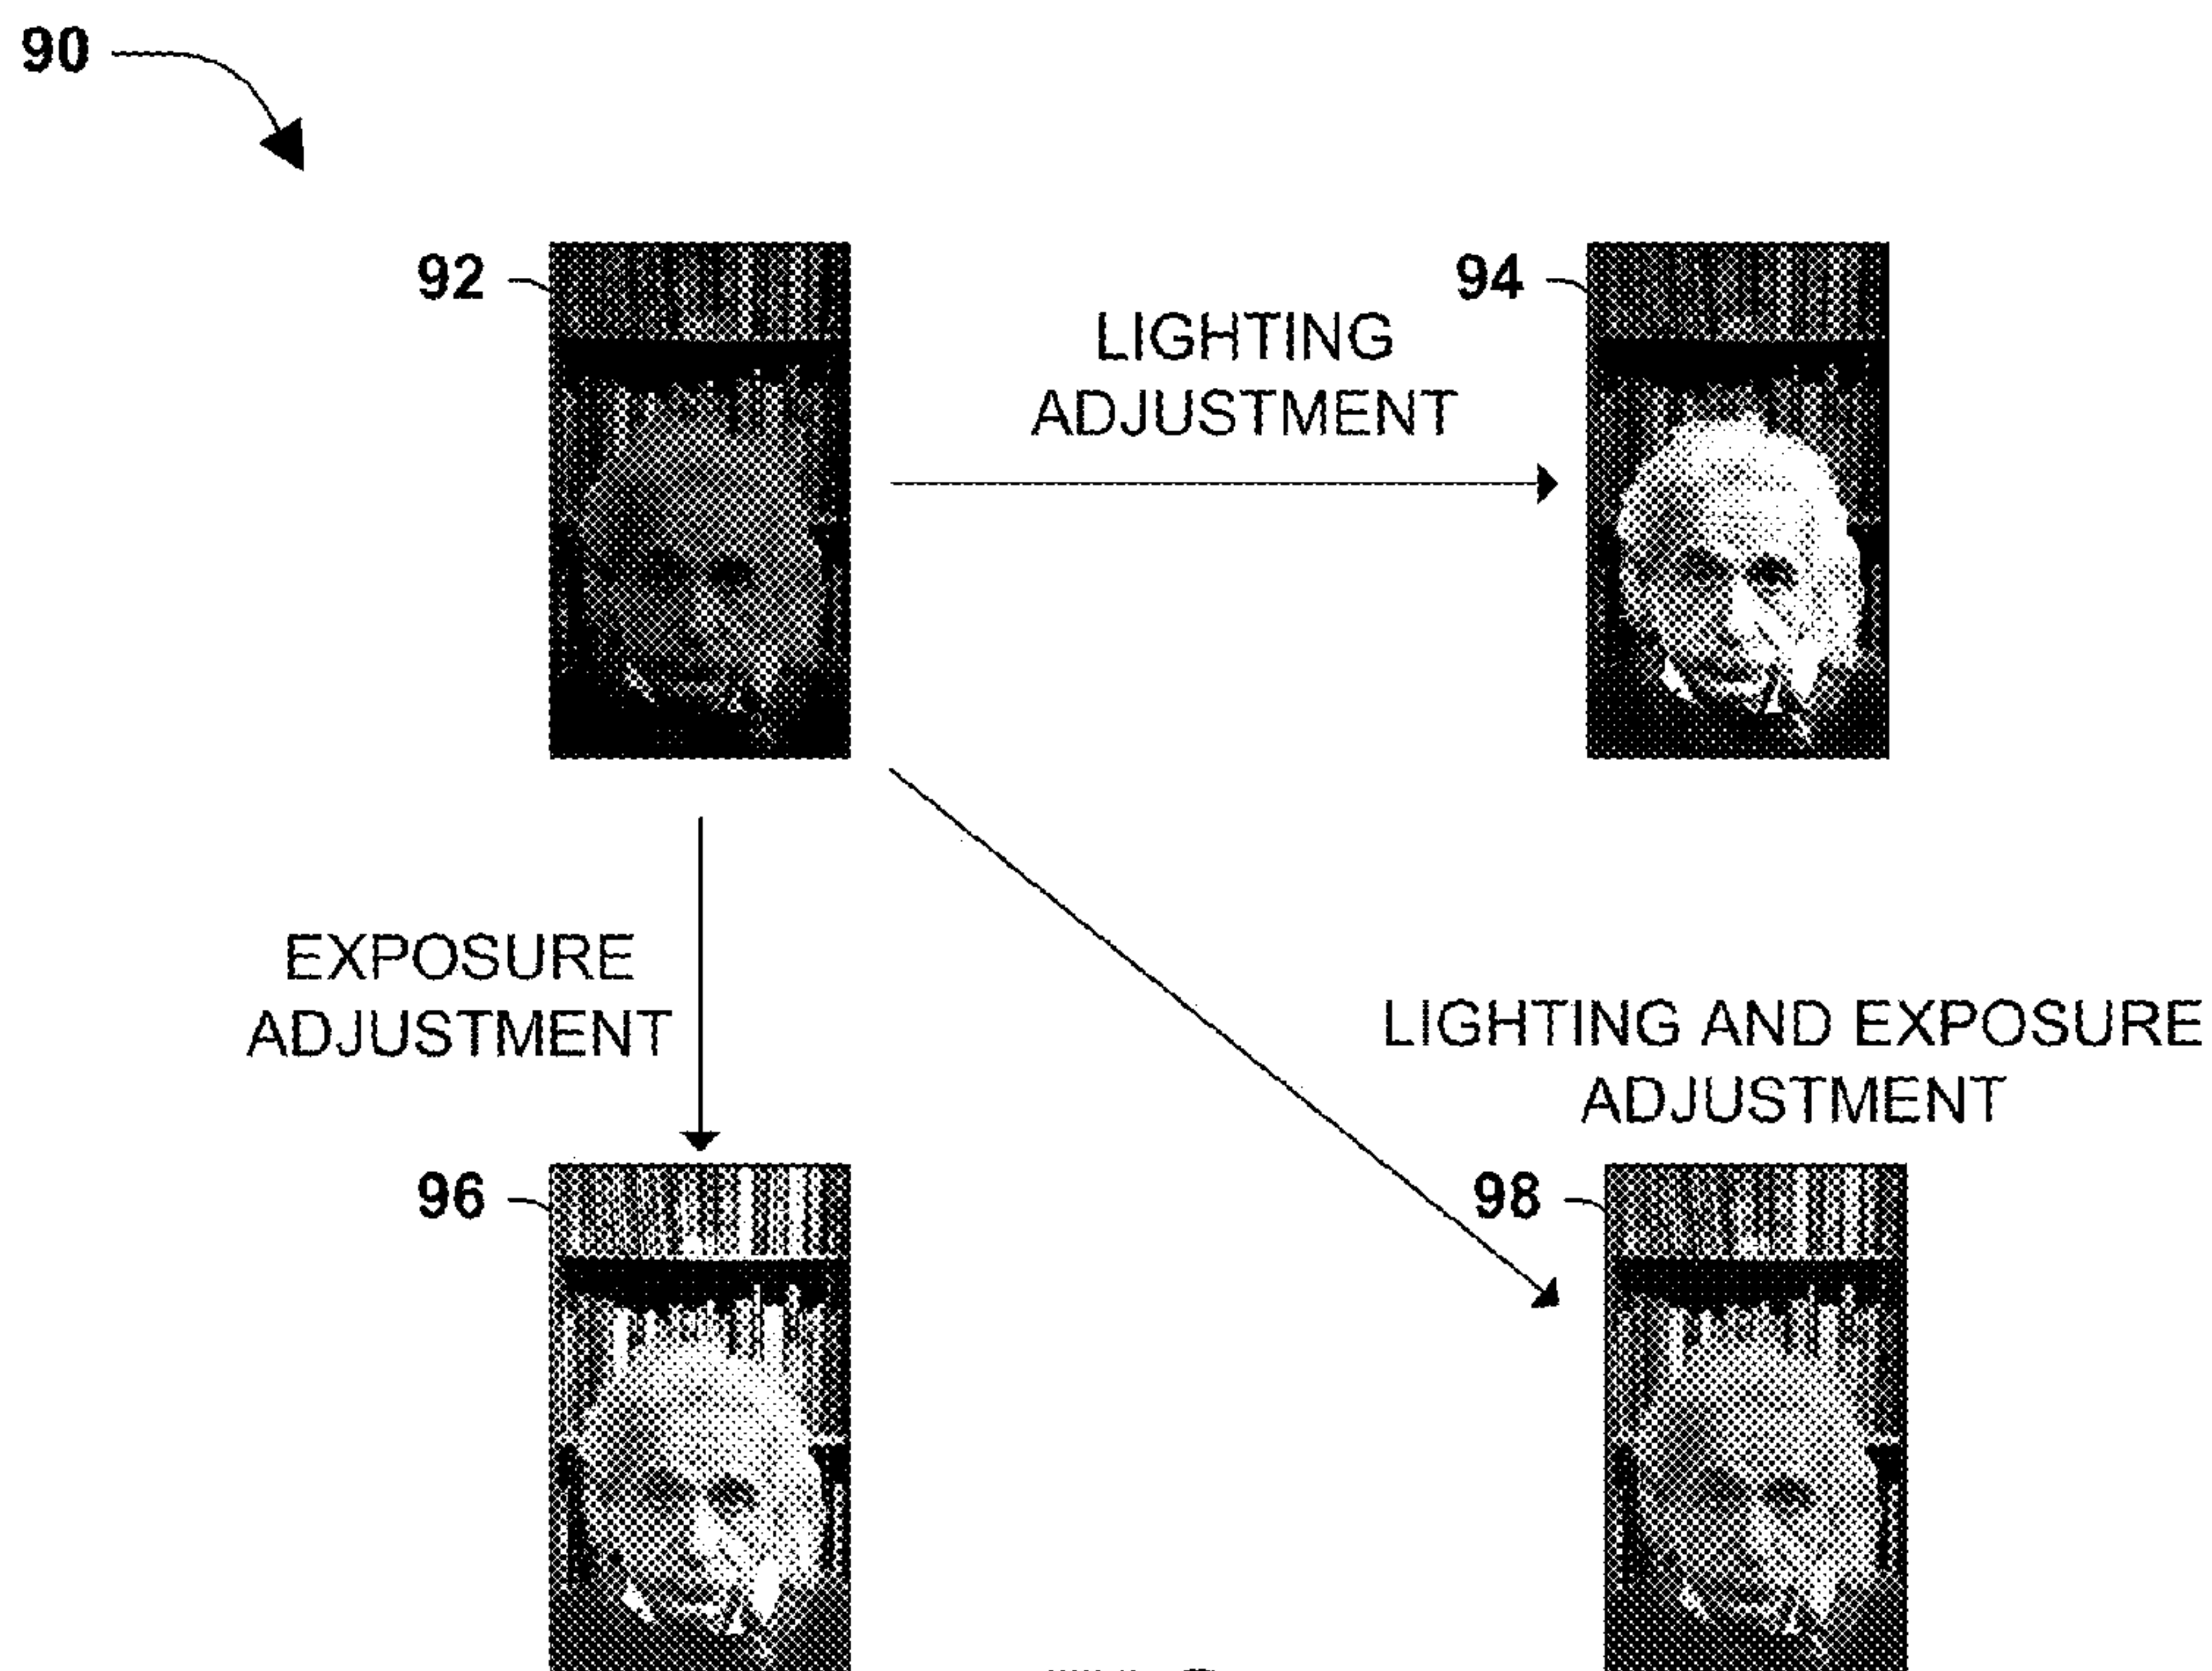 90
92
94
LIGHTING
ADJUSTMENT
EXPOSURE
ADJUSTMENT
LIGHTING AND EXPOSURE
ADJUSTMENT
96
98